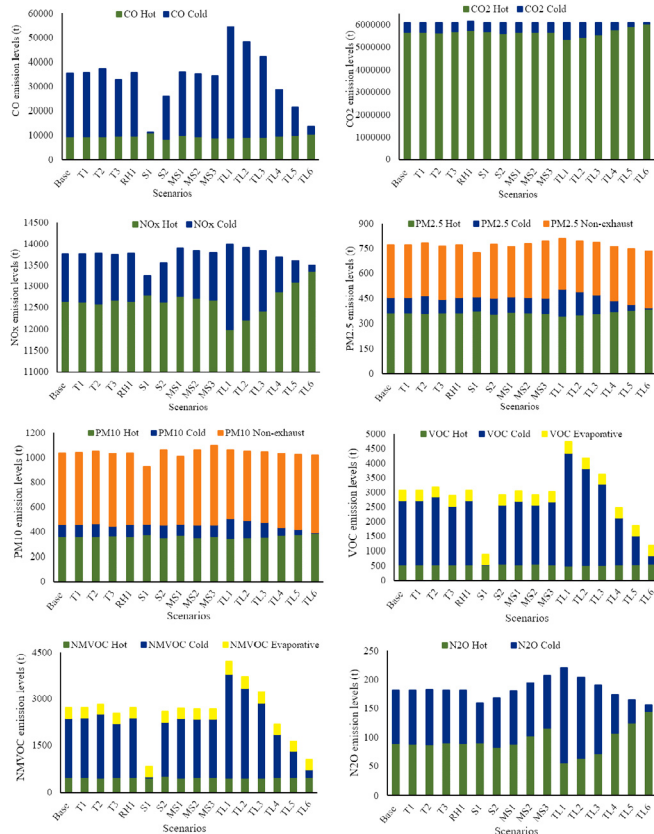 CO Hot CO Cold
CO emission levels (t)
60000
50000
40000
30000
20000
10000
0
Base T1 T2 T3 RH1 S1 S2 MS1 MS2 MS3 TL1 TL2 TL3 TL4 TL5 TL6
Scenarios
CO2 Hot CO2 Cold
CO2 emission levels (t)
6000000
5000000
4000000
3000000
2000000
1000000
0
Base T1 T2 T3 RH1 S1 S2 MS1 MS2 MS3 TL1 TL2 TL3 TL4 TL5 TL6
Scenarios
NOx Hot NOx Cold
NOx emission levels (t)
14500
14000
13500
13000
12500
12000
11500
11000
Base T1 T2 T3 RH1 S1 S2 MS1 MS2 MS3 TL1 TL2 TL3 TL4 TL5 TL6
Scenarios
PM2.5 Hot PM2.5 Cold PM2.5 Non-exhaust
PM2.5 emission levels (t)
900
750
600
450
300
150
0
Base T1 T2 T3 RH1 S1 S2 MS1 MS2 MS3 TL1 TL2 TL3 TL4 TL5 TL6
Scenarios
PM10 Hot PM10 Cold PM10 Non-exhaust
PM10 emission levels (t)
1200
1000
800
600
400
200
0
Base T1 T2 T3 RH1 S1 S2 MS1 MS2 MS3 TL1 TL2 TL3 TL4 TL5 TL6
Scenarios
VOC Hot VOC Cold VOC Evaporative
VOC emission levels (t)
5000
4500
4000
3500
3000
2500
2000
1500
1000
500
0
Base T1 T2 T3 RH1 S1 S2 MS1 MS2 MS3 TL1 TL2 TL3 TL4 TL5 TL6
Scenarios
NMVOC Hot NMVOC Cold NMVOC Evaporative
NMVOC emission levels (t)
4500
3000
1500
0
Base T1 T2 T3 RH1 S1 S2 MS1 MS2 MS3 TL1 TL2 TL3 TL4 TL5 TL6
Scenarios
N2O Hot N2O Cold
N2O emission levels (t)
250
200
150
100
50
0
Base T1 T2 T3 RH1 S1 S2 MS1 MS2 MS3 TL1 TL2 TL3 TL4 TL5 TL6
Scenarios